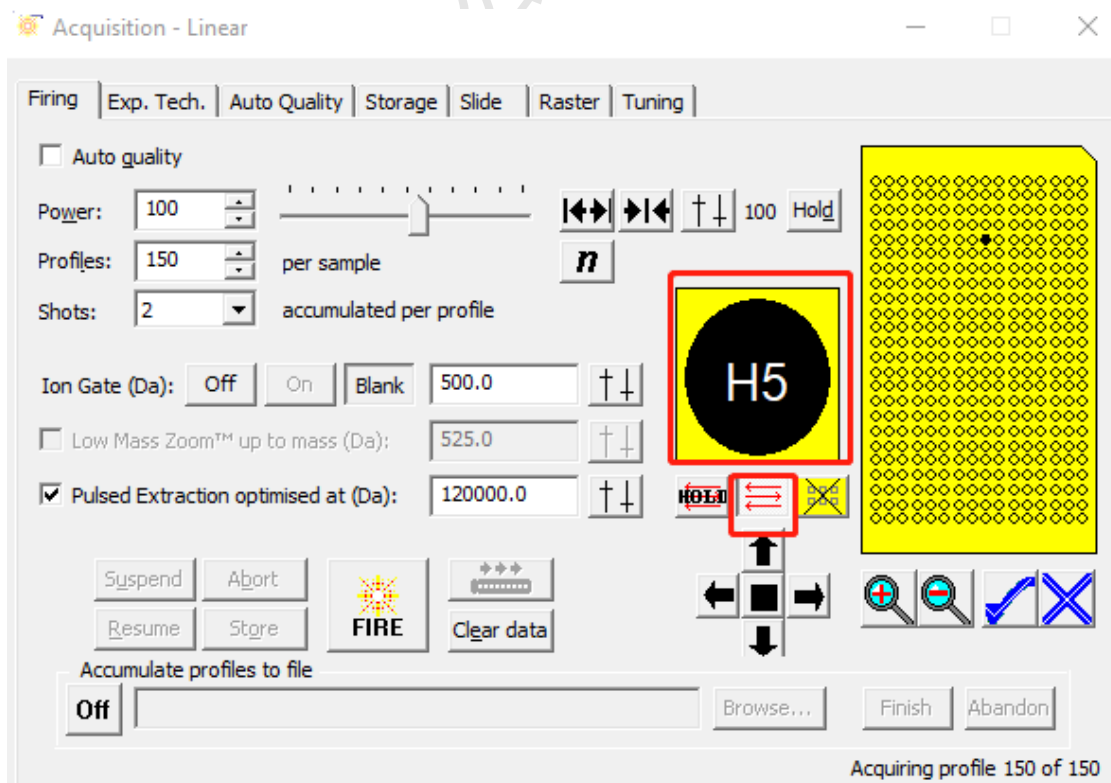 Acquisition - Linear
Firing Exp. Tech. Auto Quality Storage Slide Raster Tuning
Auto quality
Power: 100 100 Hold
Profiles: 150 per sample n
Shots: 2 accumulated per profile
H5
Ion Gate (Da): Off On Blank 500.0
Low Mass Zoom™ up to mass (Da): 525.0
Pulsed Extraction optimised at (Da): 120000.0 HOLD
Suspend Abort
Resume Store FIRE Clear data
Accumulate profiles to file
Off Browse... Finish Abandon
Acquiring profile 150 of 150